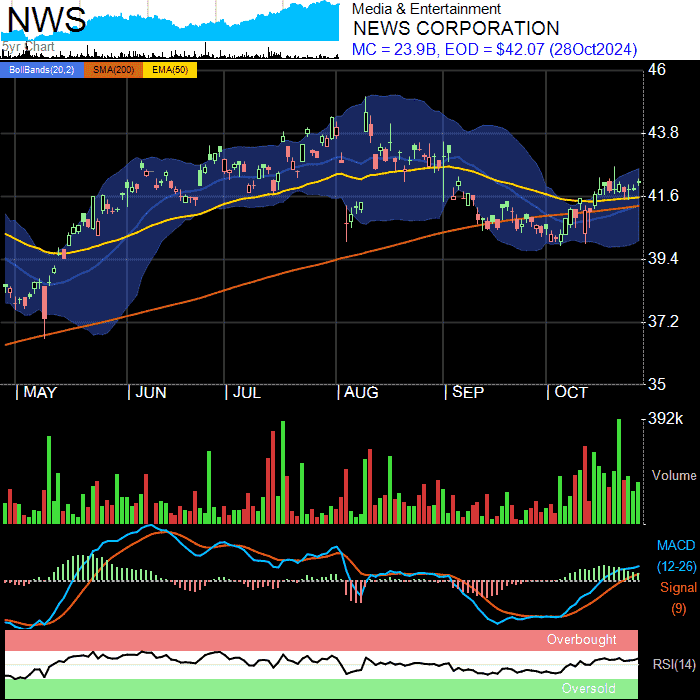 NWS
5yr Chart
Media & Entertainment
NEWS CORPORATION
MC = 23.9B, EOD = $42.07 (28Oct2024)
BollBands(20,2) SMA(200) EMA(50)
46
43.8
41.6
39.4
37.2
35
MAY JUN JUL AUG SEP OCT
392k
Volume
MACD
(12-26)
Signal
(9)
Overbought
RSI(14)
Oversold